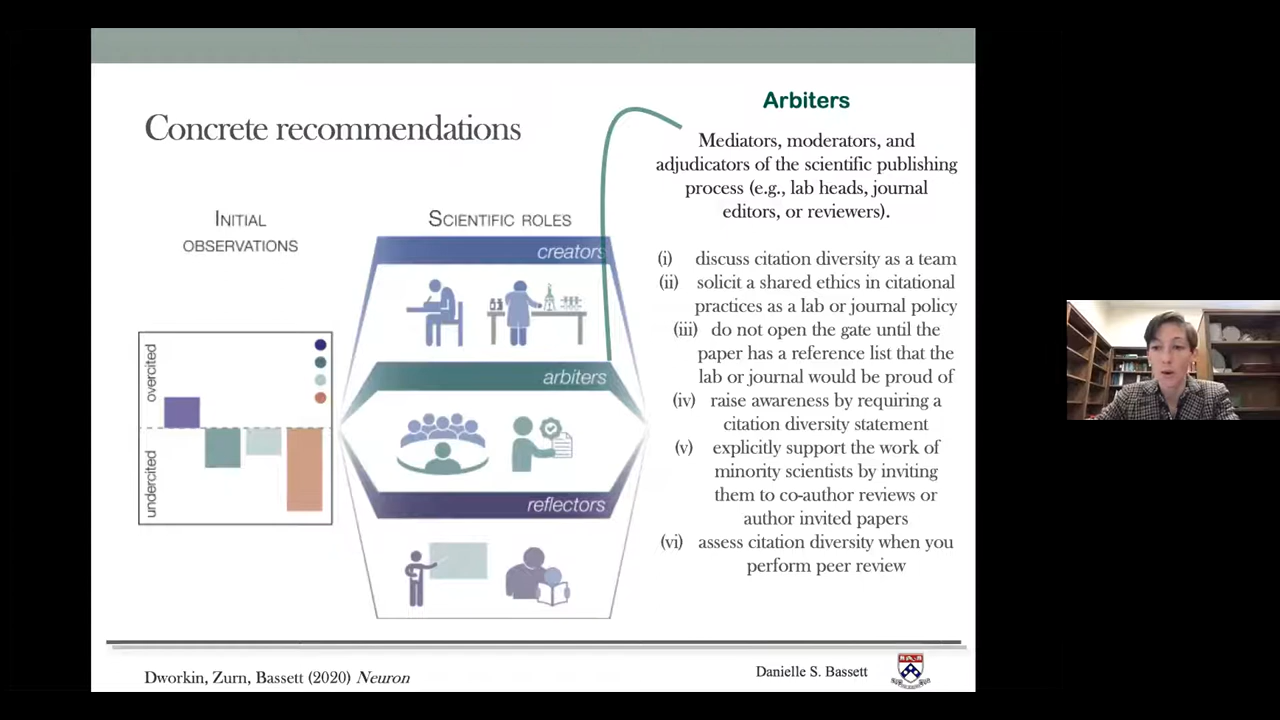 Concrete recommendations
INITIAL
OBSERVATIONS
overcited
undercited
SCIENTIFIC ROLES
creators
arbiters
reflectors
Arbiters
Mediators, moderators, and
adjudicators of the scientific publishing
process (e.g., lab heads, journal
editors, or reviewers).
(i) discuss citation diversity as a team
(ii) solicit a shared ethics in citational
practices as a lab or journal policy
(iii) do not open the gate until the
paper has a reference list that the
lab or journal would be proud of
(iv) raise awareness by requiring a
citation diversity statement
(v) explicitly support the work of
minority scientists by inviting
them to co-author reviews or
author invited papers
(vi) assess citation diversity when you
perform peer review
Dworkin, Zurn, Bassett (2020) Neuron
Danielle S. Bassett